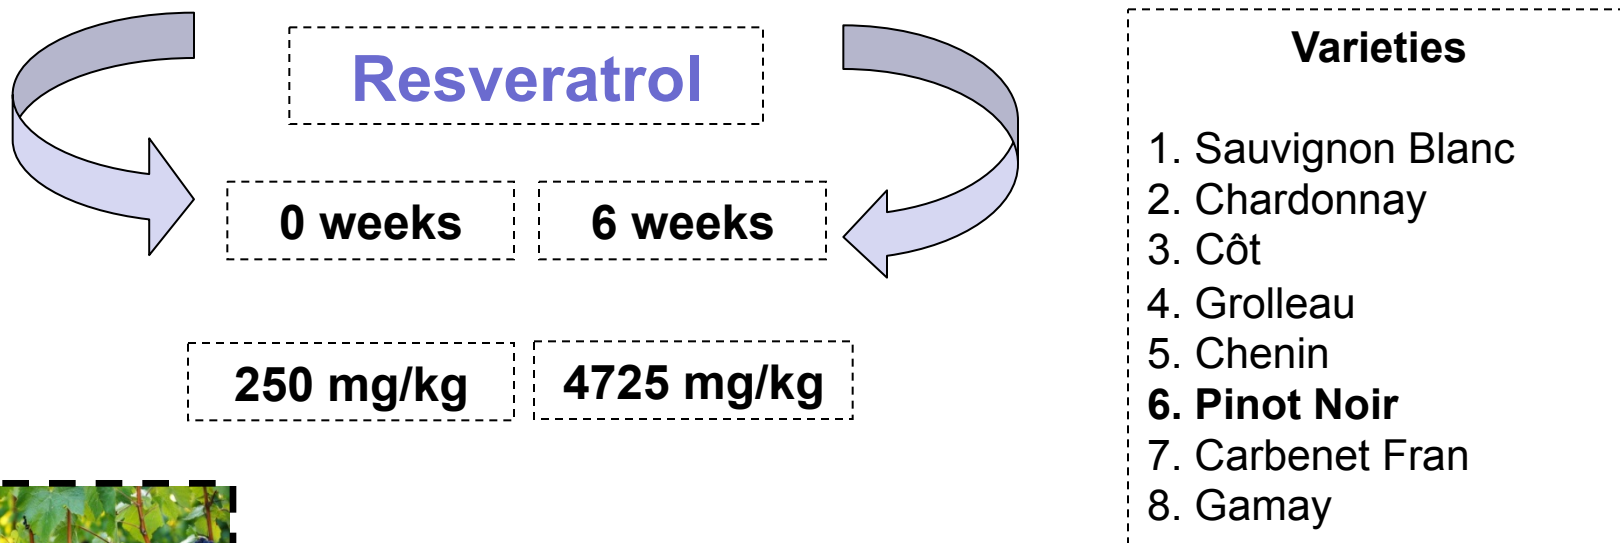 Resveratrol
0 weeks
6 weeks
250 mg/kg
4725 mg/kg
Varieties
1. Sauvignon Blanc
2. Chardonnay
3. Côt
4. Grolleau
5. Chenin
6. Pinot Noir
7. Carbenet Fran
8. Gamay